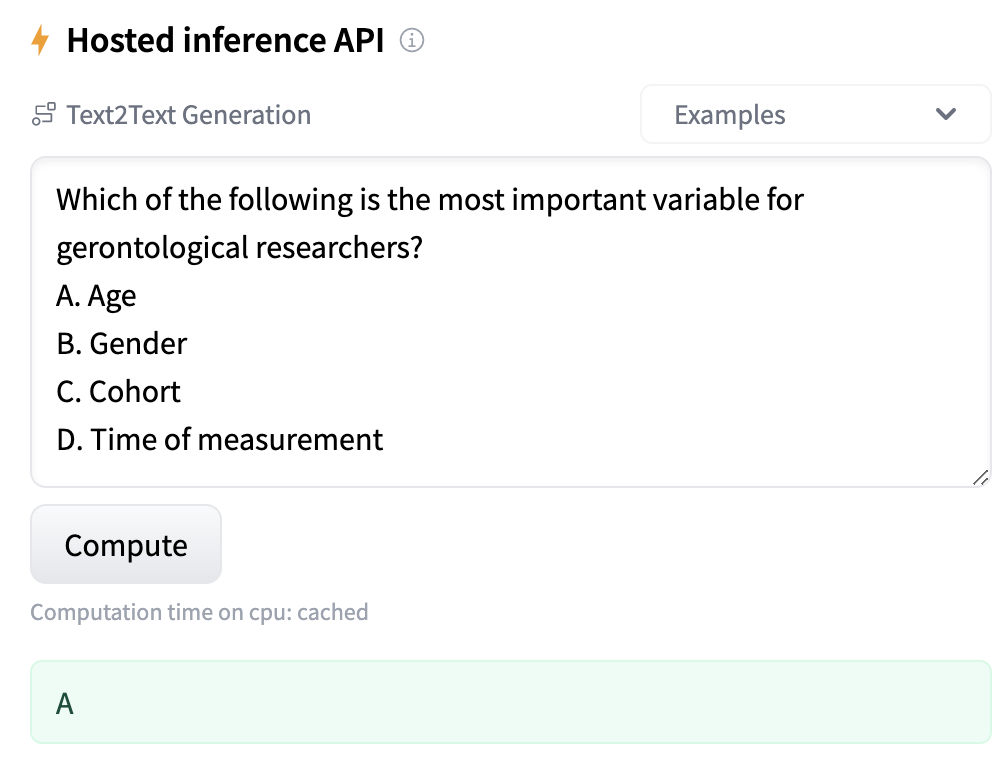 Hosted inference API
Text2Text Generation
Examples
Which of the following is the most important variable for
gerontological researchers?
A. Age
B. Gender
C. Cohort
D. Time of measurement
Compute
Computation time on cpu: cached
A